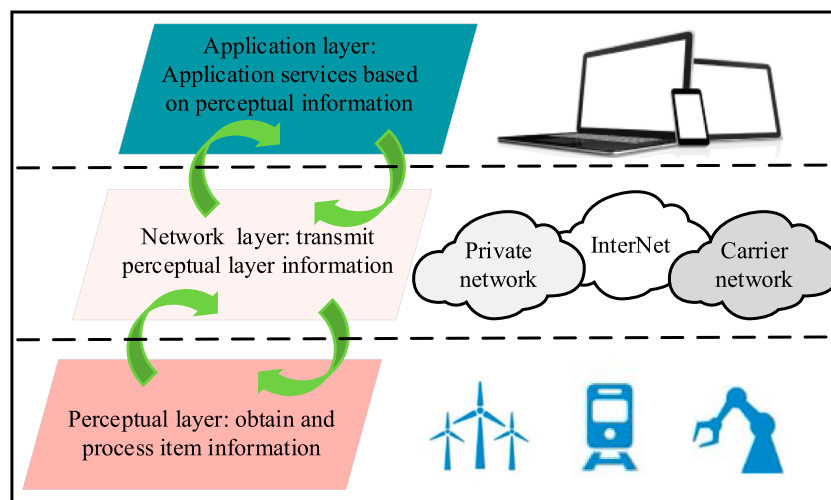 Application layer:
Application services based
on perceptual information
Network layer: transmit
perceptual layer information
Private
network
InterNet
Carrier
network
Perceptual layer: obtain and
process item information